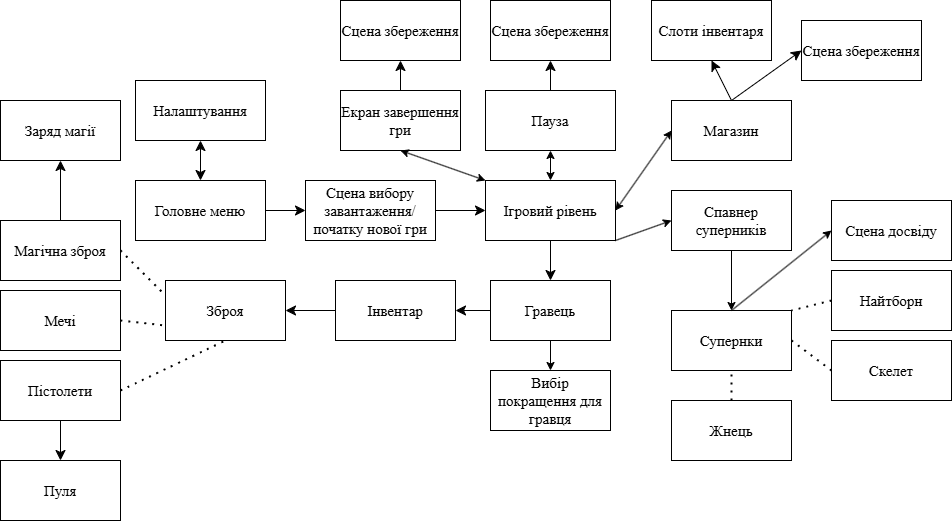 Сцена збереження
Сцена збереження
Слоти інвентаря
Сцена збереження
Заряд магії
Налаштування
Екран завершення
гри
Пауза
Магазин
Головне меню
Сцена вибору
завантаження/
початку нової гри
Ігровий рівень
Спавнер
суперників
Сцена досвіду
Магічна зброя
Мечі
Зброя
Інвентар
Гравець
Супернки
Найтборн
Пістолети
Вибір
покращення для
гравця
Скелет
Жнець
Пуля